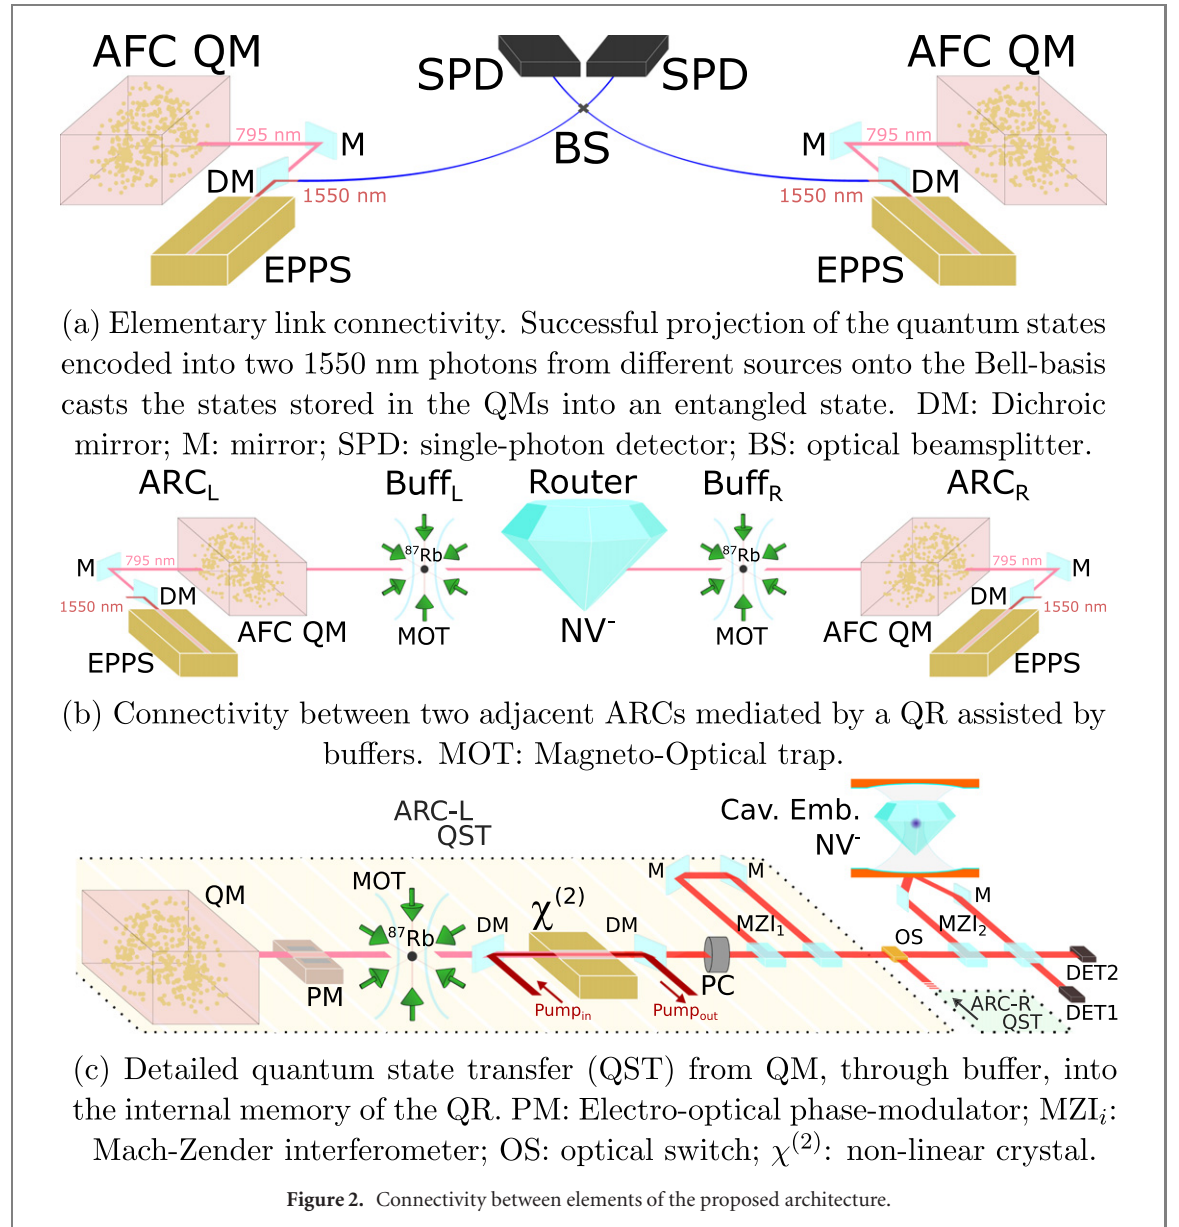 AFC QM
SPD
SPD
AFC QM
795 nm
M
BS
M
795 nm
DM
1550 nm
1550 nm
DM
EPPS
EPPS
(a) Elementary link connectivity. Successful projection of the quantum states
encoded into two 1550 nm photons from different sources onto the Bell-basis
casts the states stored in the QMs into an entangled state. DM: Dichroic
mirror; M: mirror; SPD: single-photon detector; BS: optical beamsplitter.
ARC_L
Buff_L
Router
Buff_R
ARC_R
M
795 nm
⁸⁷Rb
⁸⁷Rb
795 nm
M
1550 nm
DM
DM
1550 nm
AFC QM
MOT
NV⁻
MOT
AFC QM
EPPS
EPPS
(b) Connectivity between two adjacent ARCs mediated by a QR assisted by
buffers. MOT: Magneto-Optical trap.
ARC-L
QST
Cav. Emb.
NV⁻
QM
MOT
χ⁽²⁾
M
M
M
⁸⁷Rb
DM
DM
MZI₁
OS
MZI₂
PM
Pump_in
Pump_out
PC
DET2
ARC-R
QST
DET1
(c) Detailed quantum state transfer (QST) from QM, through buffer, into
the internal memory of the QR. PM: Electro-optical phase-modulator; MZI_i:
Mach-Zender interferometer; OS: optical switch; χ⁽²⁾: non-linear crystal.
Figure 2. Connectivity between elements of the proposed architecture.